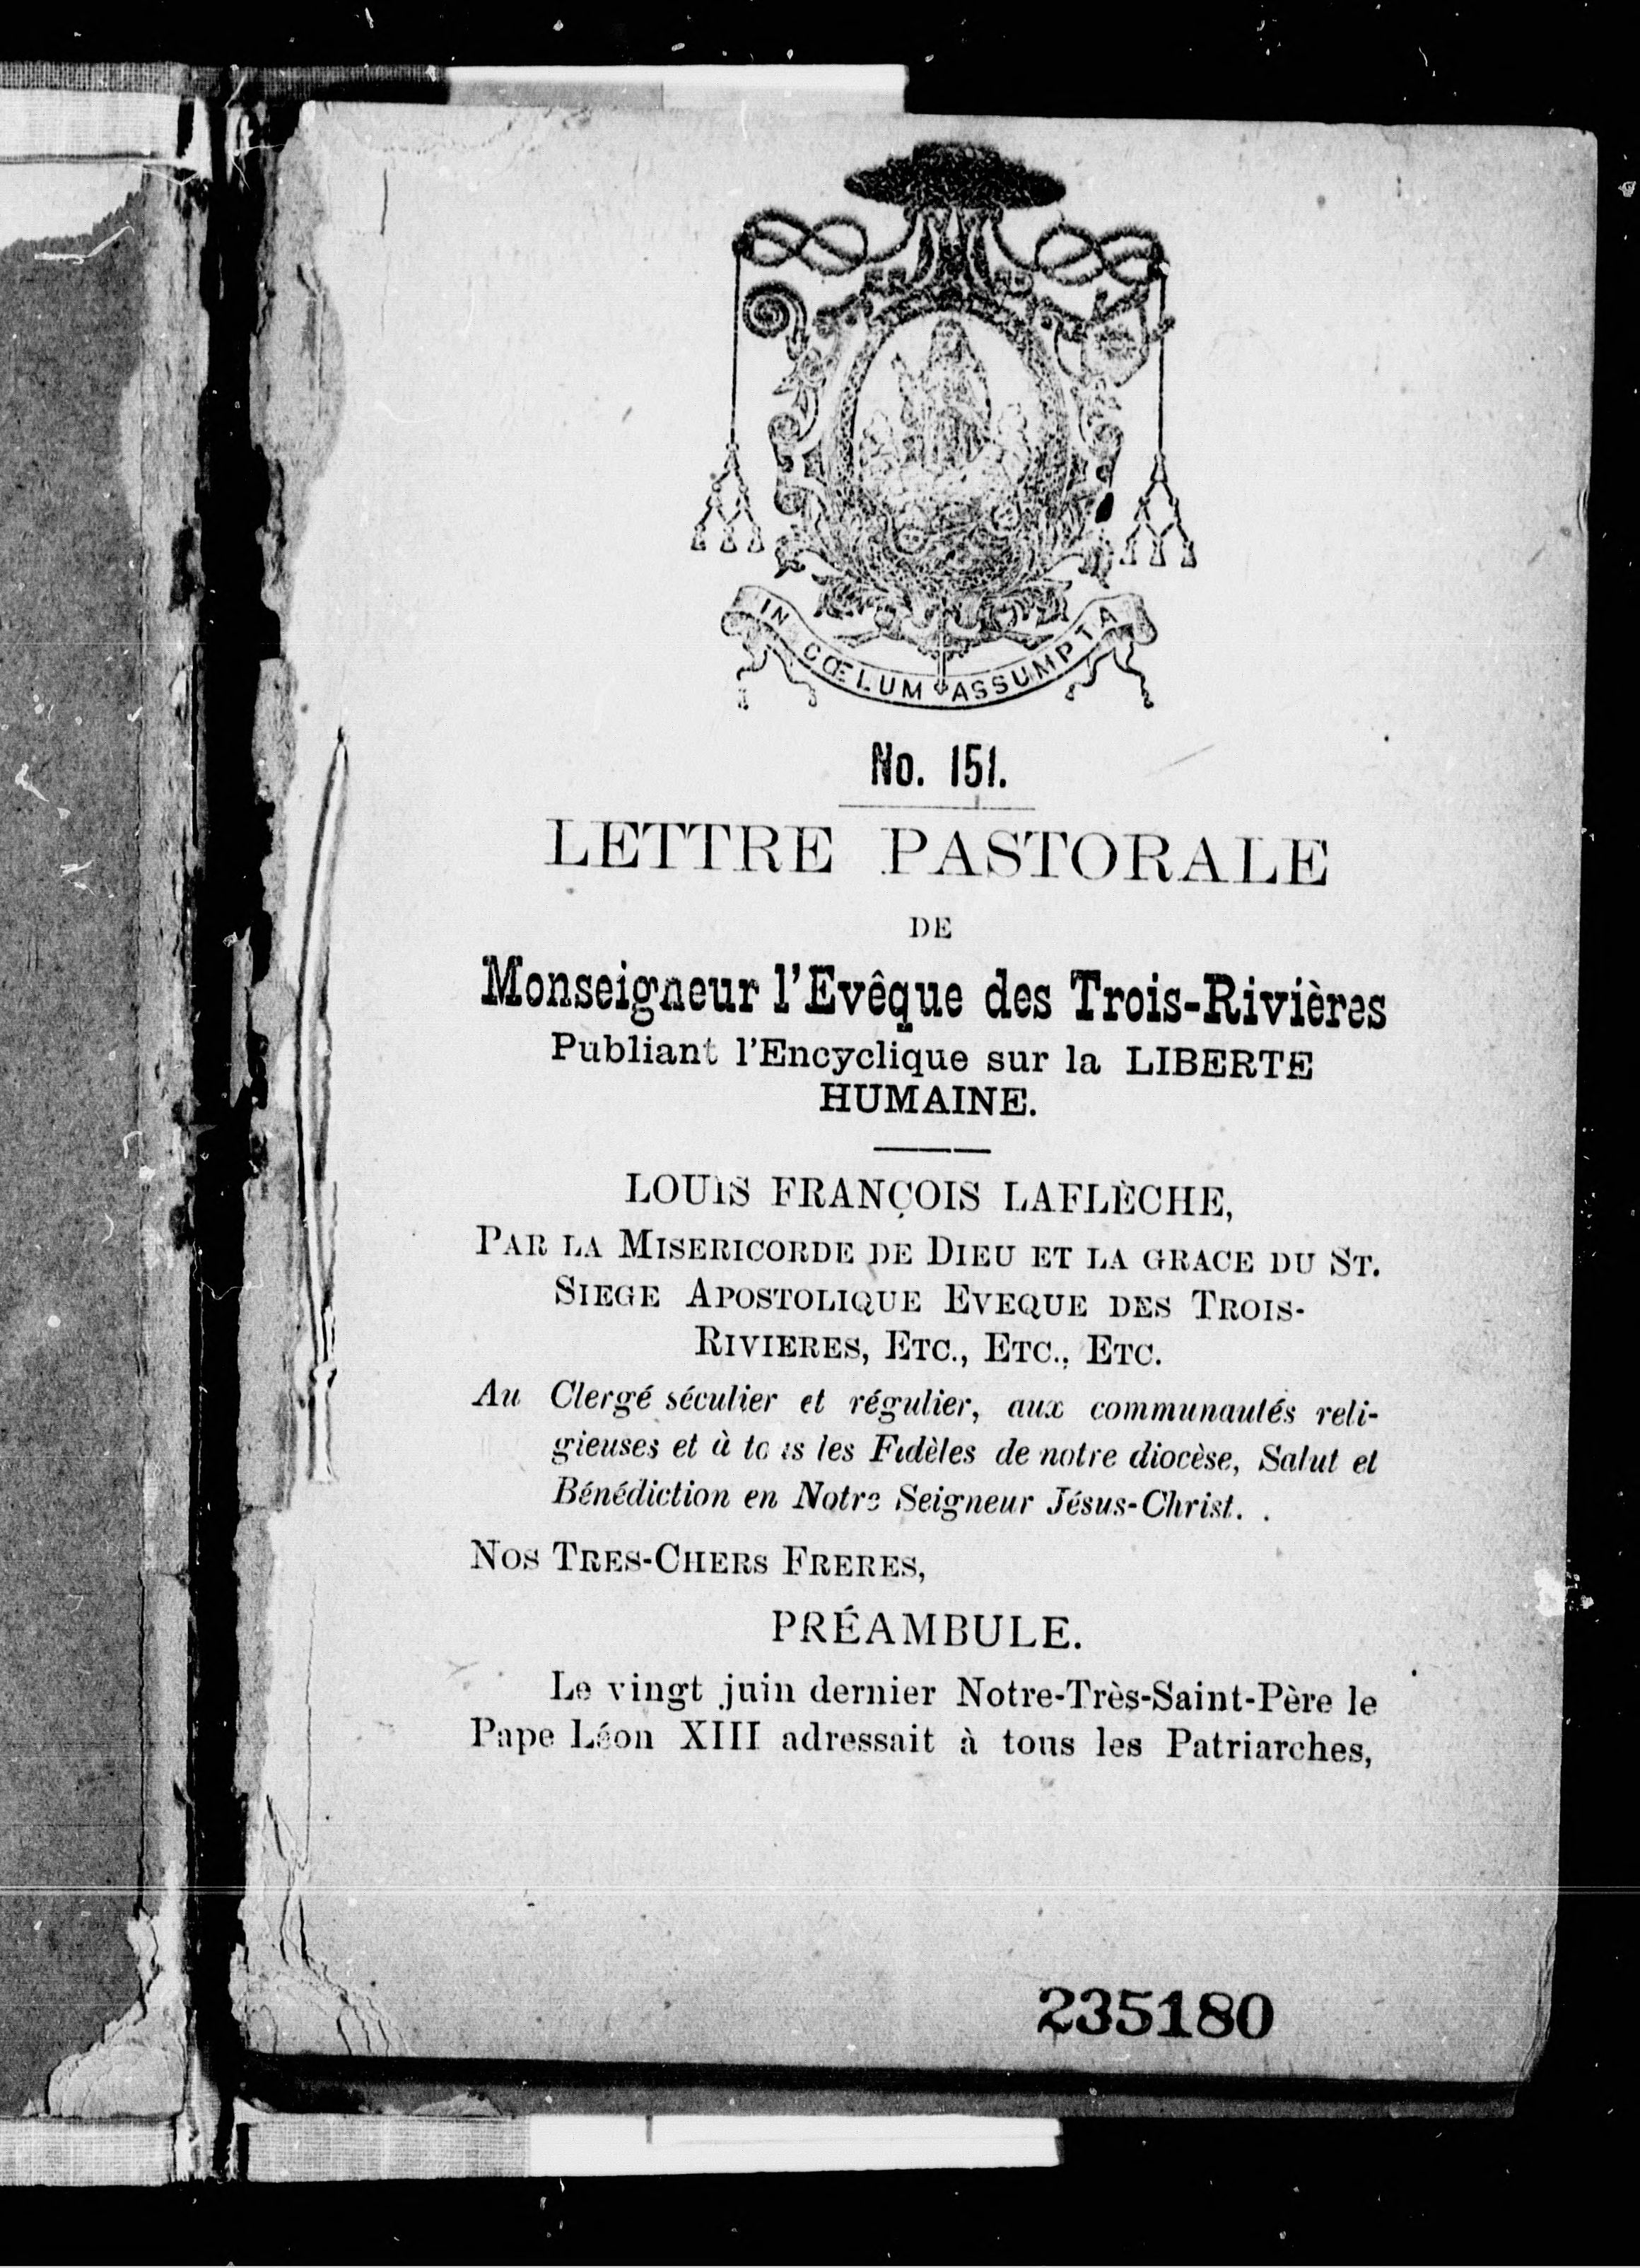 IN CŒLUM ASSUMPTA
No. 151.
LETTRE PASTORALE
DE
Monseigneur l'Evêque des Trois-Rivières
Publiant l'Encyclique sur la LIBERTE
HUMAINE.
LOUIS FRANÇOIS LAFLÈCHE,
PAR LA MISERICORDE DE DIEU ET LA GRACE DU ST.
SIEGE APOSTOLIQUE EVEQUE DES TROIS-
RIVIERES, ETC., ETC., ETC.
Au Clergé séculier et régulier, aux communautés reli-
gieuses et à tous les Fidèles de notre diocèse, Salut et
Bénédiction en Notre Seigneur Jésus-Christ. .
NOS TRES-CHERS FRERES,
PRÉAMBULE.
Le vingt juin dernier Notre-Très-Saint-Père le
Pape Léon XIII adressait à tous les Patriarches,
235180